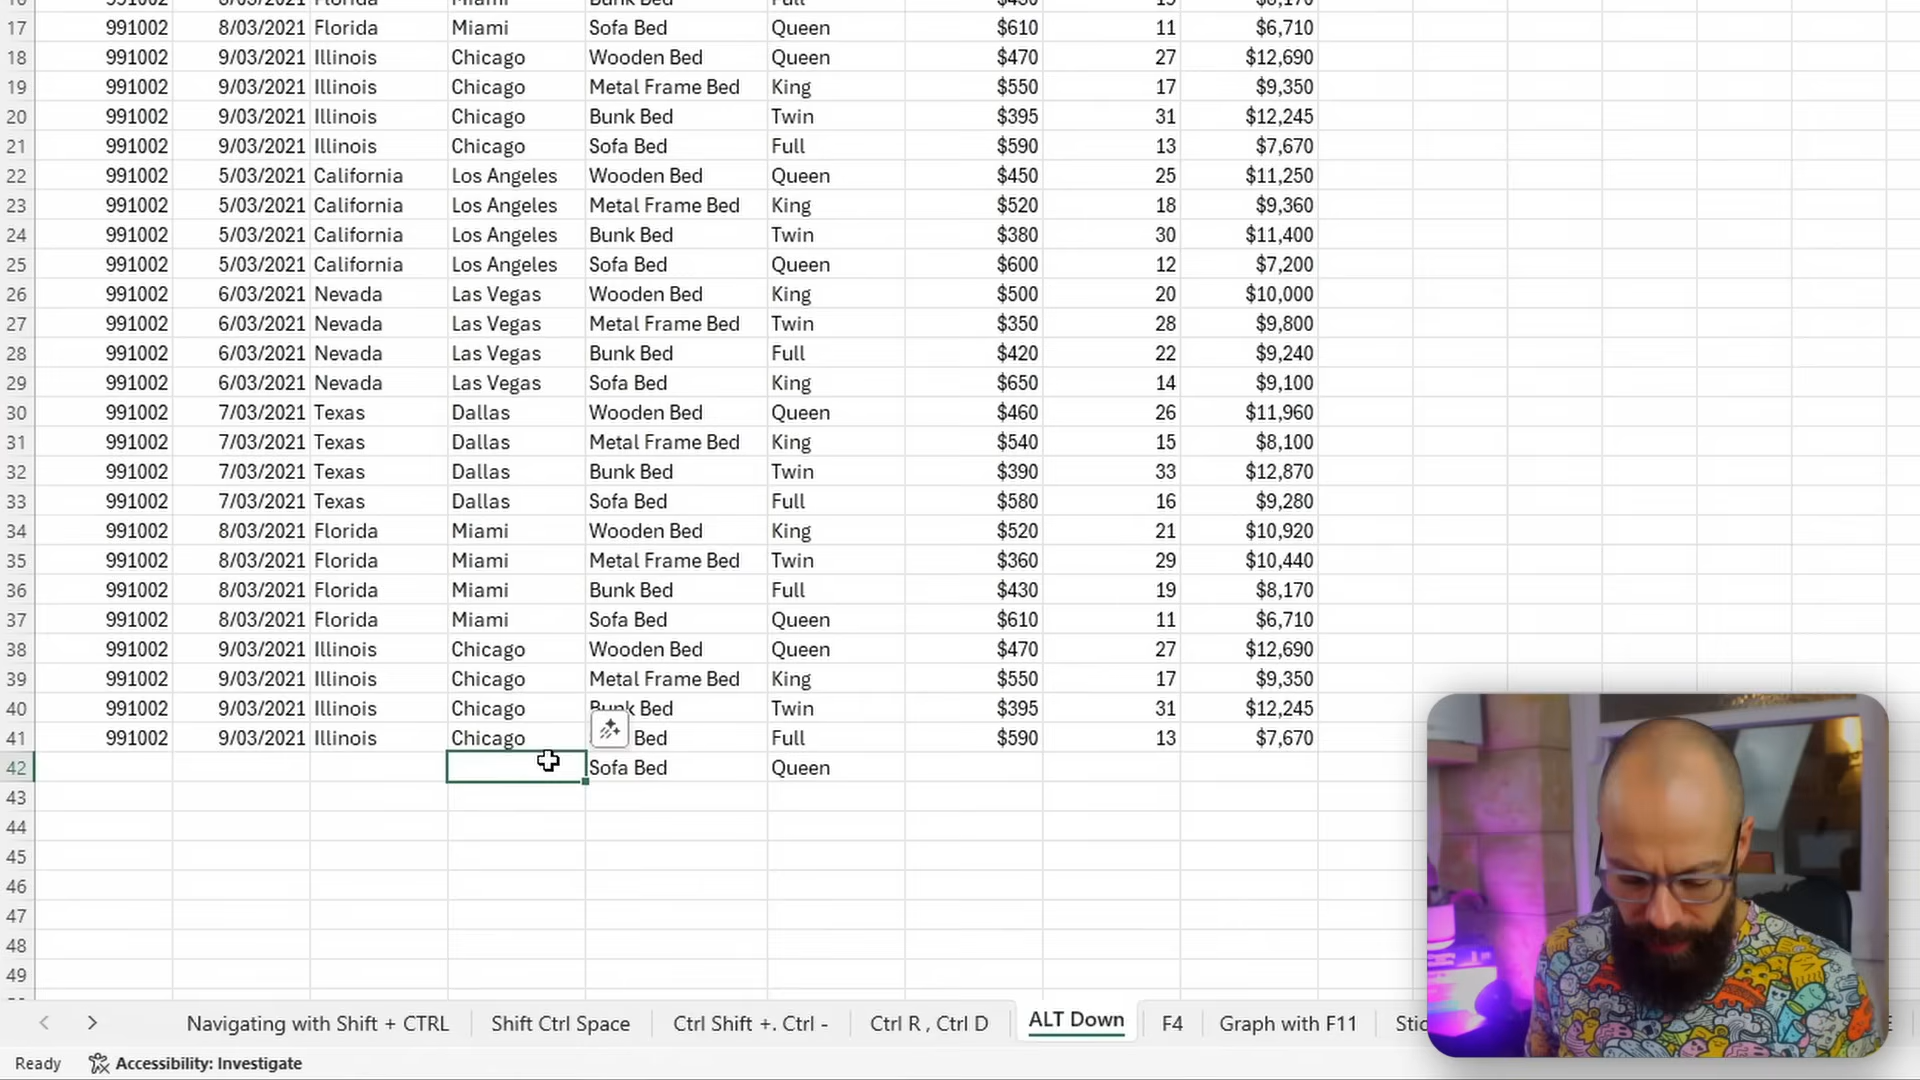 16 991002 8/03/2021 Florida Miami Bunk Bed Full $430 19 $8,170
17 991002 8/03/2021 Florida Miami Sofa Bed Queen $610 11 $6,710
18 991002 9/03/2021 Illinois Chicago Wooden Bed Queen $470 27 $12,690
19 991002 9/03/2021 Illinois Chicago Metal Frame Bed King $550 17 $9,350
20 991002 9/03/2021 Illinois Chicago Bunk Bed Twin $395 31 $12,245
21 991002 9/03/2021 Illinois Chicago Sofa Bed Full $590 13 $7,670
22 991002 5/03/2021 California Los Angeles Wooden Bed Queen $450 25 $11,250
23 991002 5/03/2021 California Los Angeles Metal Frame Bed King $520 18 $9,360
24 991002 5/03/2021 California Los Angeles Bunk Bed Twin $380 30 $11,400
25 991002 5/03/2021 California Los Angeles Sofa Bed Queen $600 12 $7,200
26 991002 6/03/2021 Nevada Las Vegas Wooden Bed King $500 20 $10,000
27 991002 6/03/2021 Nevada Las Vegas Metal Frame Bed Twin $350 28 $9,800
28 991002 6/03/2021 Nevada Las Vegas Bunk Bed Full $420 22 $9,240
29 991002 6/03/2021 Nevada Las Vegas Sofa Bed King $650 14 $9,100
30 991002 7/03/2021 Texas Dallas Wooden Bed Queen $460 26 $11,960
31 991002 7/03/2021 Texas Dallas Metal Frame Bed King $540 15 $8,100
32 991002 7/03/2021 Texas Dallas Bunk Bed Twin $390 33 $12,870
33 991002 7/03/2021 Texas Dallas Sofa Bed Full $580 16 $9,280
34 991002 8/03/2021 Florida Miami Wooden Bed King $520 21 $10,920
35 991002 8/03/2021 Florida Miami Metal Frame Bed Twin $360 29 $10,440
36 991002 8/03/2021 Florida Miami Bunk Bed Full $430 19 $8,170
37 991002 8/03/2021 Florida Miami Sofa Bed Queen $610 11 $6,710
38 991002 9/03/2021 Illinois Chicago Wooden Bed Queen $470 27 $12,690
39 991002 9/03/2021 Illinois Chicago Metal Frame Bed King $550 17 $9,350
40 991002 9/03/2021 Illinois Chicago Bunk Bed Twin $395 31 $12,245
41 991002 9/03/2021 Illinois Chicago Bed Full $590 13 $7,670
42 Sofa Bed Queen
43
44
45
46
47
48
49
Navigating with Shift + CTRL Shift Ctrl Space Ctrl Shift +. Ctrl - Ctrl R , Ctrl D ALT Down F4 Graph with F11
Ready Accessibility: Investigate